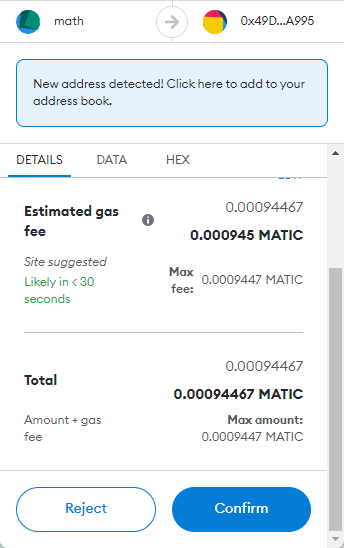 math
0x49D...A995
New address detected! Click here to add to your
address book.
DETAILS
DATA
HEX
Estimated gas
fee
0.00094467
0.000945 MATIC
Site suggested
Likely in < 30
seconds
Max
fee:
0.0009447 MATIC
Total
0.00094467
0.00094467 MATIC
Amount + gas
fee
Max amount:
0.0009447 MATIC
Reject
Confirm